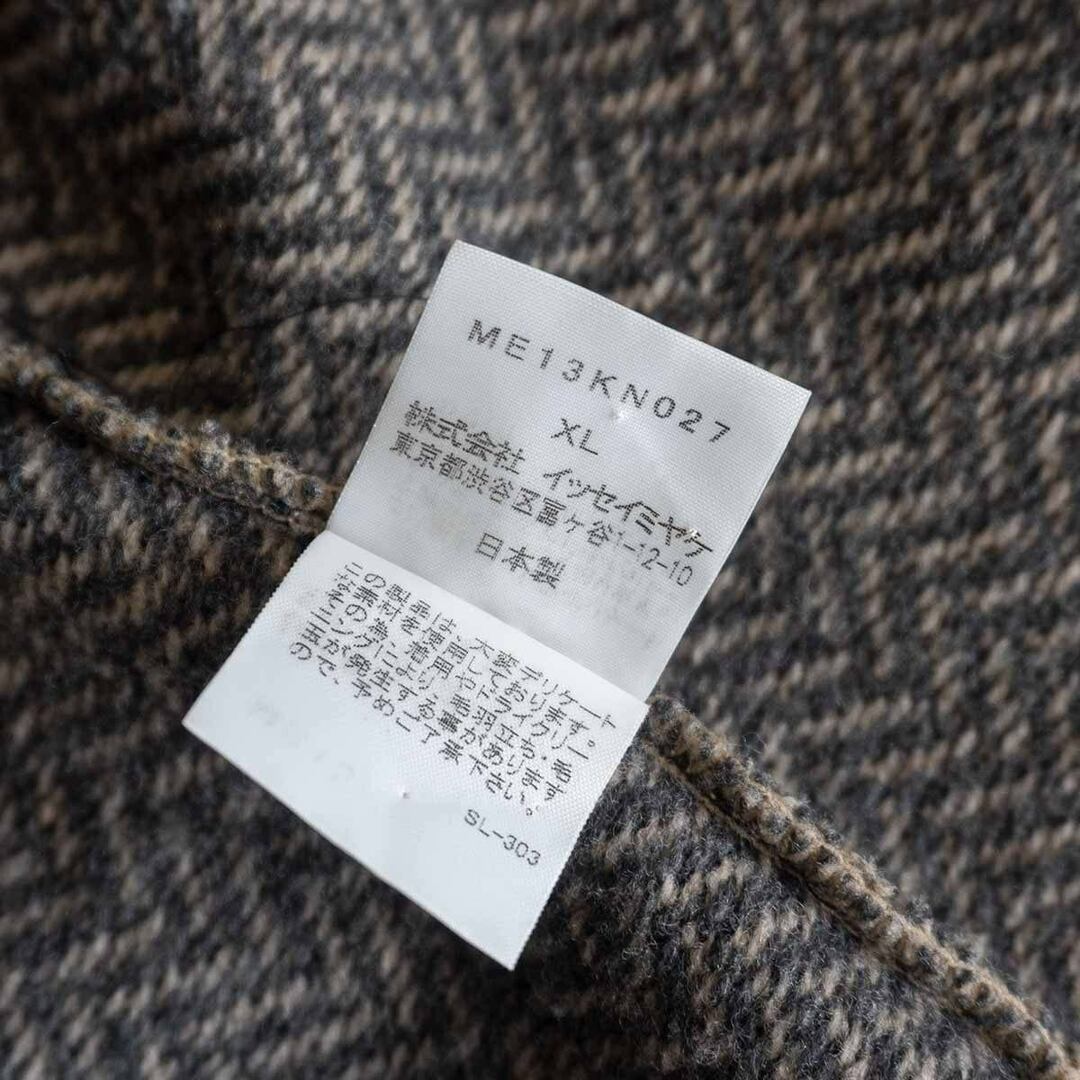 ME13KN027
XL
株式会社 イッセイミヤケ
東京都渋谷区富ヶ谷1-12-10
日本製
この製品は、大変デリケート
な素材を使用しております。
その為、着用やドライクリー
ニングにより、毛羽立ち・毛
玉が発生する事があります
ので、予めご了承下さい。
SL-303